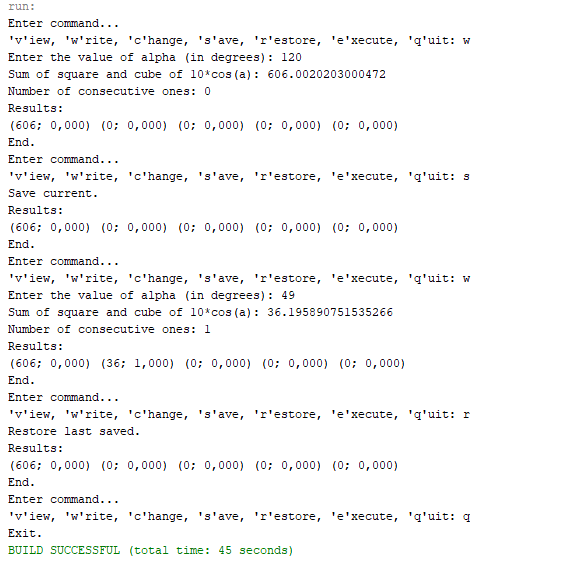 run:
Enter command...
'v'iew, 'w'rite, 'c'hange, 's'ave, 'r'estore, 'e'xecute, 'q'uit: w
Enter the value of alpha (in degrees): 120
Sum of square and cube of 10*cos(a): 606.0020203000472
Number of consecutive ones: 0
Results:
(606; 0,000) (0; 0,000) (0; 0,000) (0; 0,000) (0; 0,000)
End.
Enter command...
'v'iew, 'w'rite, 'c'hange, 's'ave, 'r'estore, 'e'xecute, 'q'uit: s
Save current.
Results:
(606; 0,000) (0; 0,000) (0; 0,000) (0; 0,000) (0; 0,000)
End.
Enter command...
'v'iew, 'w'rite, 'c'hange, 's'ave, 'r'estore, 'e'xecute, 'q'uit: w
Enter the value of alpha (in degrees): 49
Sum of square and cube of 10*cos(a): 36.195890751535266
Number of consecutive ones: 1
Results:
(606; 0,000) (36; 1,000) (0; 0,000) (0; 0,000) (0; 0,000)
End.
Enter command...
'v'iew, 'w'rite, 'c'hange, 's'ave, 'r'estore, 'e'xecute, 'q'uit: r
Restore last saved.
Results:
(606; 0,000) (0; 0,000) (0; 0,000) (0; 0,000) (0; 0,000)
End.
Enter command...
'v'iew, 'w'rite, 'c'hange, 's'ave, 'r'estore, 'e'xecute, 'q'uit: q
Exit.
BUILD SUCCESSFUL (total time: 45 seconds)